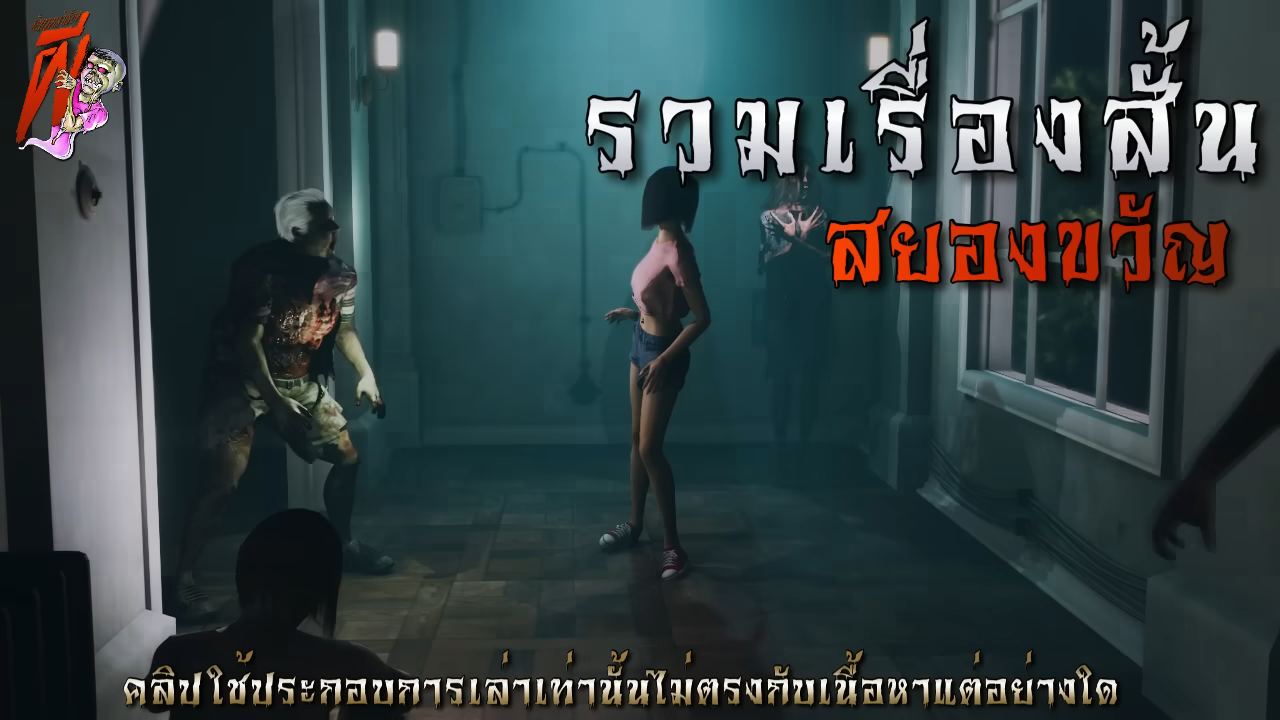 ผี
รวมเรื่องสั้น
สยองขวัญ
คลิปใช้ประกอบการเล่าเท่านั้นไม่ตรงกับเนื้อหาแต่อย่างใด